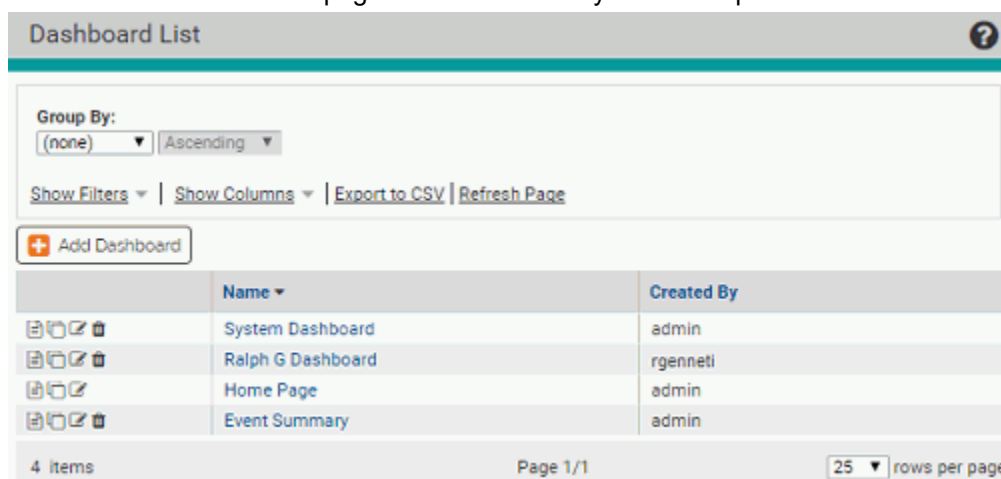 Dashboard List ?
Group By:
(none) Ascending
Show Filters | Show Columns | Export to CSV | Refresh Page
Add Dashboard
Name Created By
System Dashboard admin
Ralph G Dashboard rgenneti
Home Page admin
Event Summary admin
4 items Page 1/1 25 rows per page